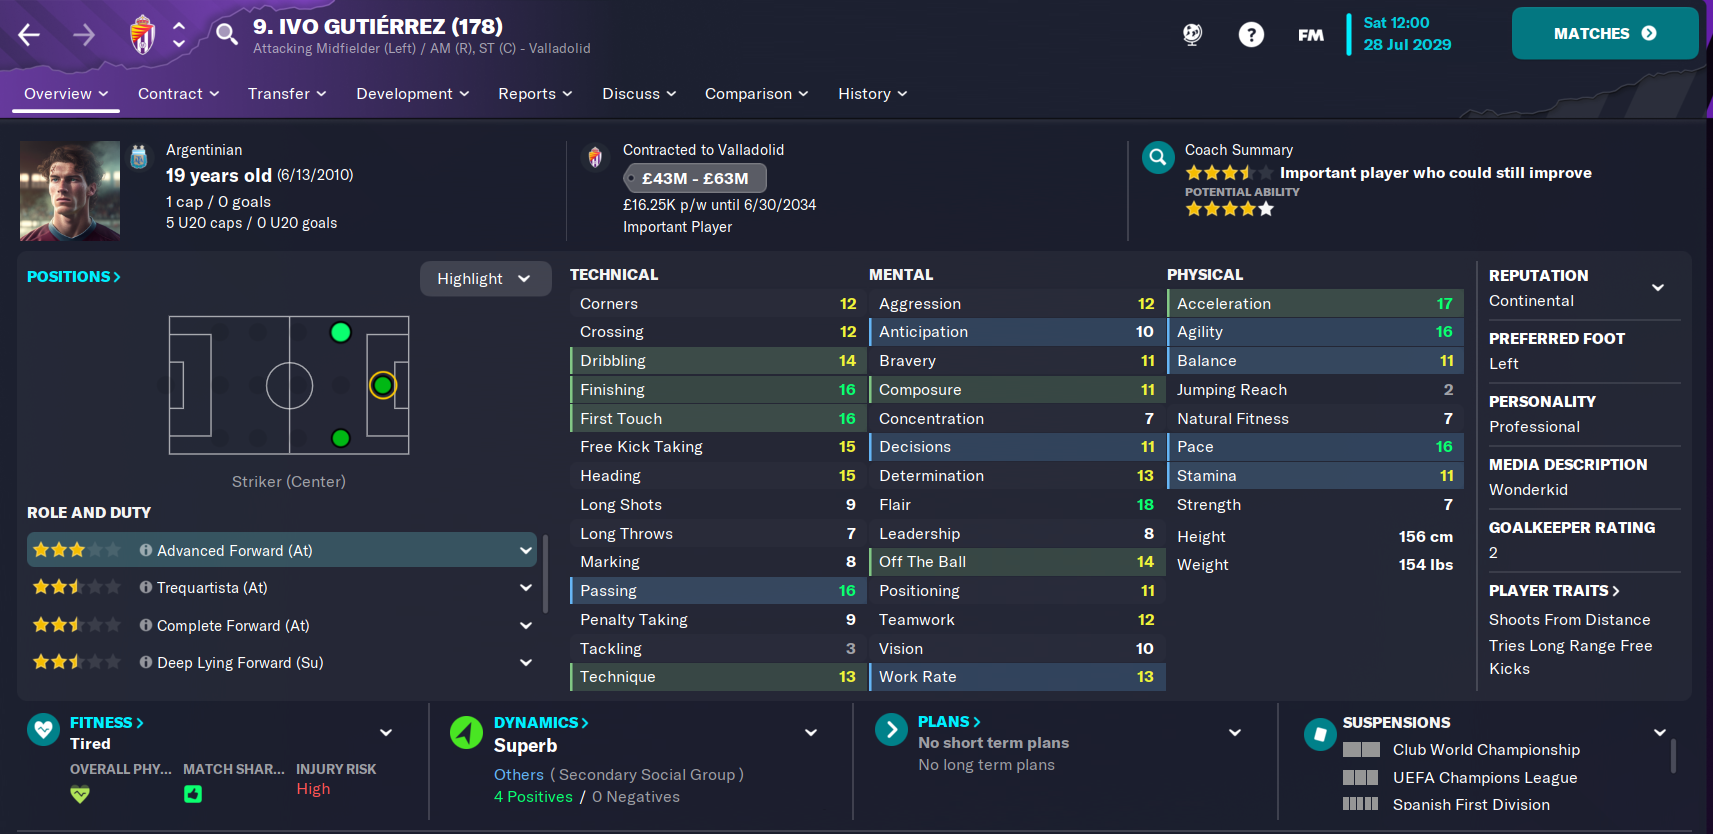 9. IVO GUTIÉRREZ (178)
Attacking Midfielder (Left) / AM (R), ST (C) - Valladolid
?
FM
Sat 12:00
28 Jul 2029
MATCHES
Overview
Contract
Transfer
Development
Reports
Discuss
Comparison
History
Argentinian
19 years old (6/13/2010)
1 cap / 0 goals
5 U20 caps / 0 U20 goals
Contracted to Valladolid
£43M - £63M
£16.25K p/w until 6/30/2034
Important Player
Coach Summary
Important player who could still improve
POTENTIAL ABILITY
POSITIONS
Highlight
Striker (Center)
ROLE AND DUTY
Advanced Forward (At)
Trequartista (At)
Complete Forward (At)
Deep Lying Forward (Su)
TECHNICAL
Corners 12
Crossing 12
Dribbling 14
Finishing 16
First Touch 16
Free Kick Taking 15
Heading 15
Long Shots 9
Long Throws 7
Marking 8
Passing 16
Penalty Taking 9
Tackling 3
Technique 13
MENTAL
Aggression 12
Anticipation 10
Bravery 11
Composure 11
Concentration 7
Decisions 11
Determination 13
Flair 18
Leadership 8
Off The Ball 14
Positioning 11
Teamwork 12
Vision 10
Work Rate 13
PHYSICAL
Acceleration 17
Agility 16
Balance 11
Jumping Reach 2
Natural Fitness 7
Pace 16
Stamina 11
Strength 7
Height 156 cm
Weight 154 lbs
REPUTATION
Continental
PREFERRED FOOT
Left
PERSONALITY
Professional
MEDIA DESCRIPTION
Wonderkid
GOALKEEPER RATING
2
PLAYER TRAITS
Shoots From Distance
Tries Long Range Free
Kicks
FITNESS
Tired
OVERALL PHY... MATCH SHAR... INJURY RISK
High
DYNAMICS
Superb
Others ( Secondary Social Group )
4 Positives / 0 Negatives
PLANS
No short term plans
No long term plans
SUSPENSIONS
Club World Championship
UEFA Champions League
Spanish First Division